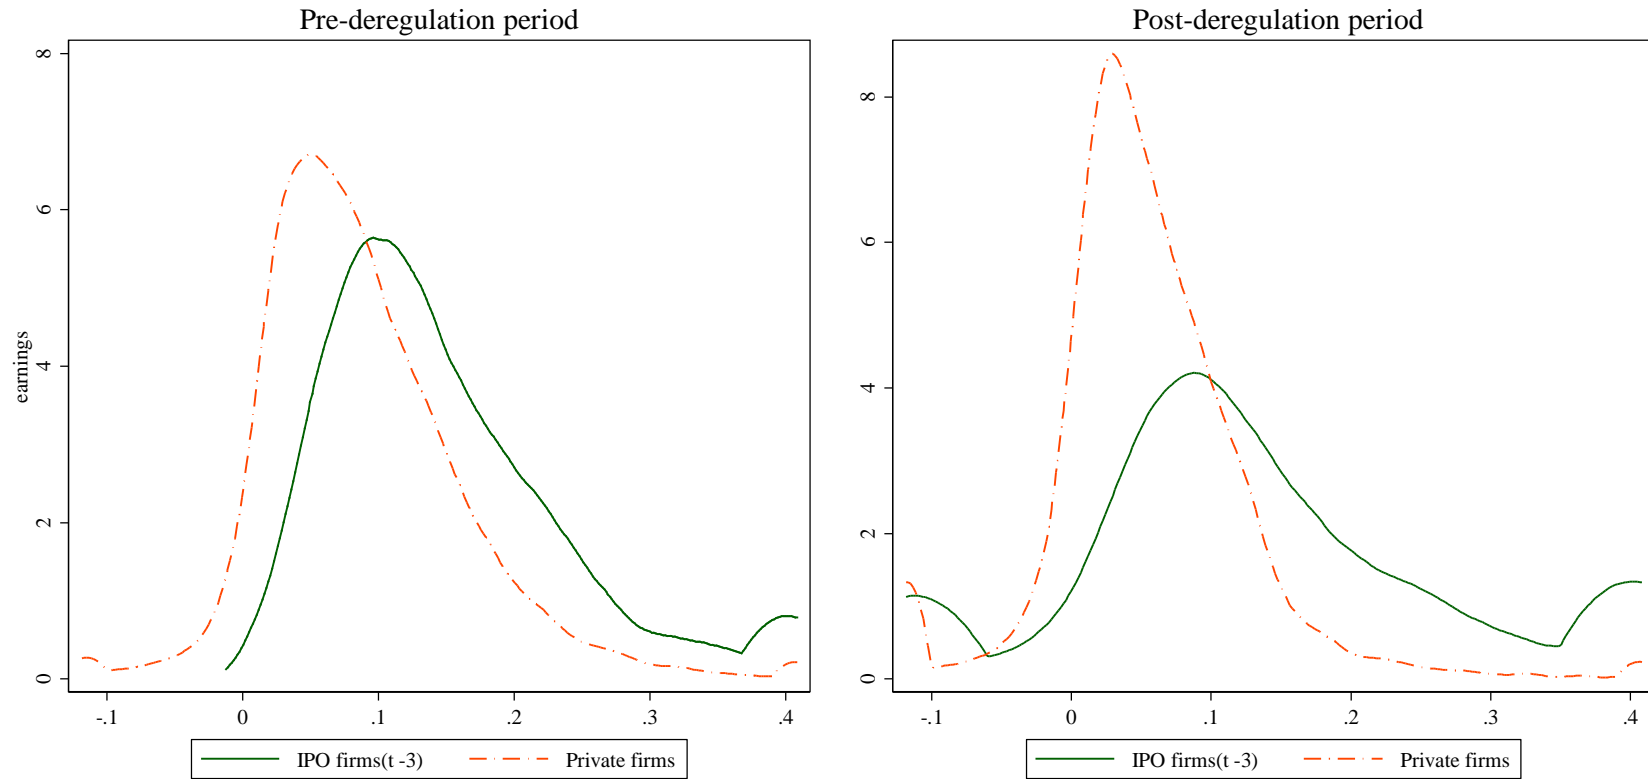 Pre-deregulation period
8
6
4
2
0
earnings
-.1 0 .1 .2 .3 .4
IPO firms(t -3) Private firms
Post-deregulation period
8
6
4
2
0
-.1 0 .1 .2 .3 .4
IPO firms(t -3) Private firms